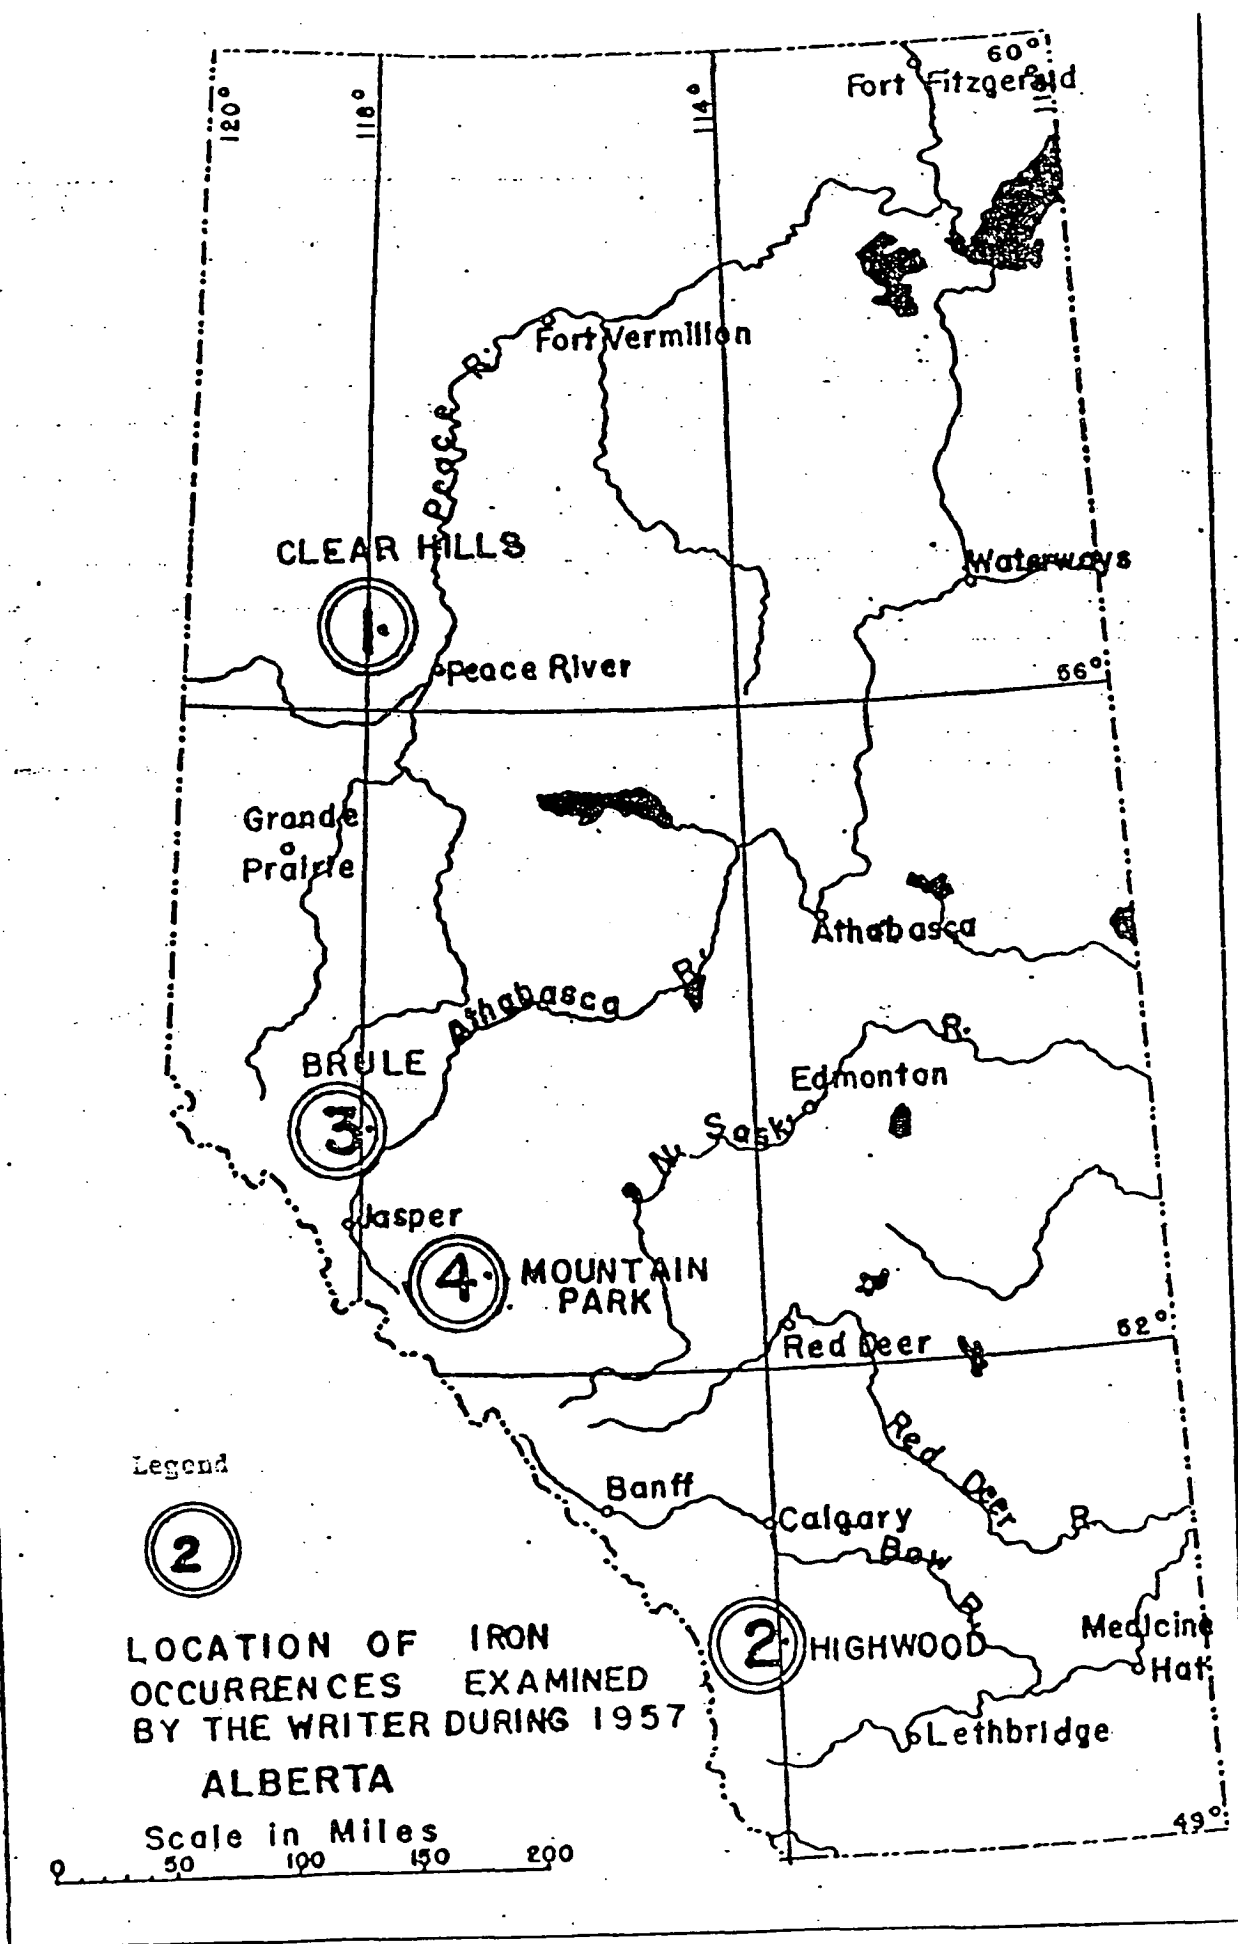 60°
Fort Fitzgerald
120°
118°
114°
Fort Vermilion
Peace R.
CLEAR HILLS
1
Waterways
Peace River
56°
Grande
Prairie
Athabasca
Athabasca R.
BRULE
3
R.
Edmonton
N. Sask.
Jasper
4
MOUNTAIN
PARK
52°
Red Deer
Red Deer R.
Legend
2
Banff
Calgary
Bow R.
2
HIGHWOOD
Medicine
Hat
Lethbridge
LOCATION OF IRON
OCCURRENCES EXAMINED
BY THE WRITER DURING 1957
ALBERTA
Scale in Miles
0 50 100 150 200
49°